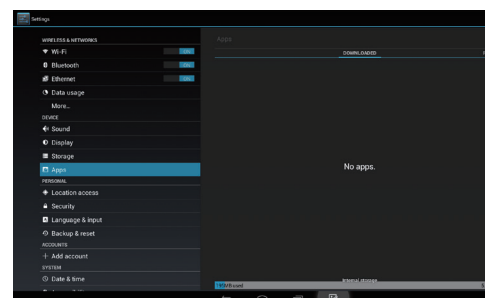 Settings
WIRELESS & NETWORKS
Wi-Fi
ON
Bluetooth
ON
Ethernet
ON
Data usage
More…
DEVICE
Sound
Display
Storage
Apps
PERSONAL
Location access
Security
Language & input
Backup & reset
ACCOUNTS
Add account
SYSTEM
Date & time
Apps
DOWNLOADED
No apps.
Internal storage
used